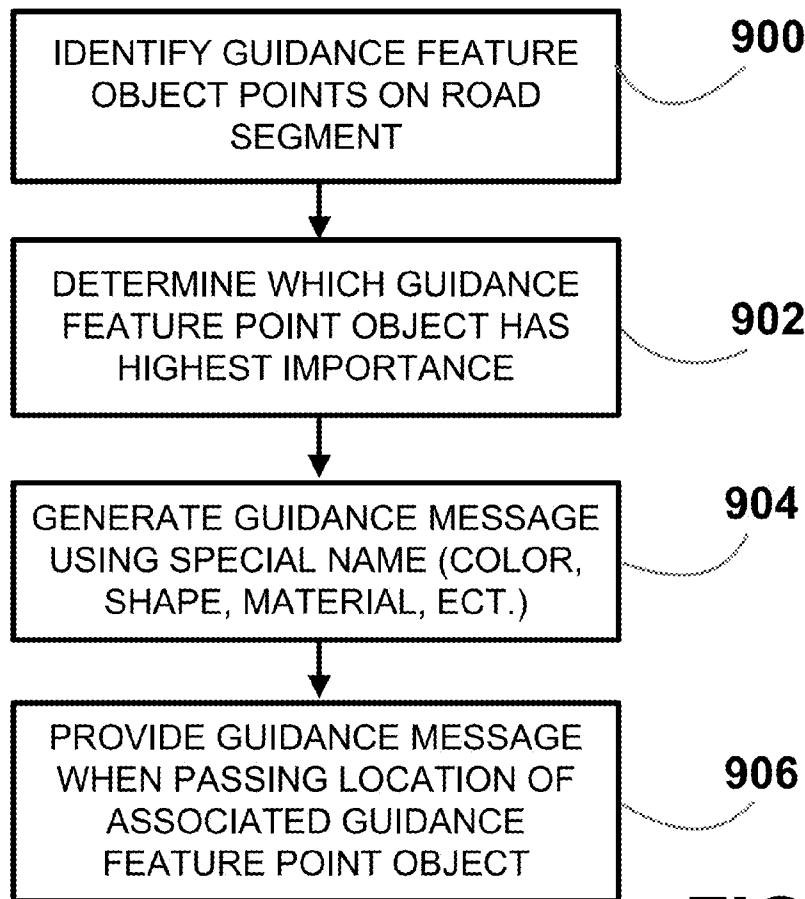 IDENTIFY GUIDANCE FEATURE
OBJECT POINTS ON ROAD
SEGMENT
900
DETERMINE WHICH GUIDANCE
FEATURE POINT OBJECT HAS
HIGHEST IMPORTANCE
902
GENERATE GUIDANCE MESSAGE
USING SPECIAL NAME (COLOR,
SHAPE, MATERIAL, ECT.)
904
PROVIDE GUIDANCE MESSAGE
WHEN PASSING LOCATION OF
ASSOCIATED GUIDANCE
FEATURE POINT OBJECT
906